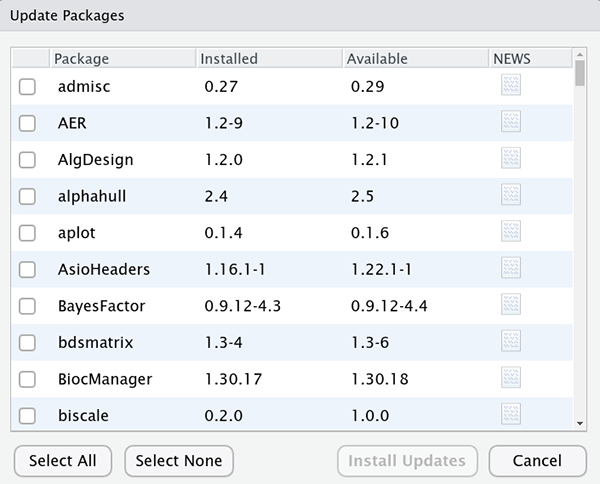 Update Packages
Package Installed Available NEWS
admisc 0.27 0.29
AER 1.2-9 1.2-10
AlgDesign 1.2.0 1.2.1
alphahull 2.4 2.5
aplot 0.1.4 0.1.6
AsioHeaders 1.16.1-1 1.22.1-1
BayesFactor 0.9.12-4.3 0.9.12-4.4
bdsmatrix 1.3-4 1.3-6
BiocManager 1.30.17 1.30.18
biscale 0.2.0 1.0.0
Select All Select None Install Updates Cancel